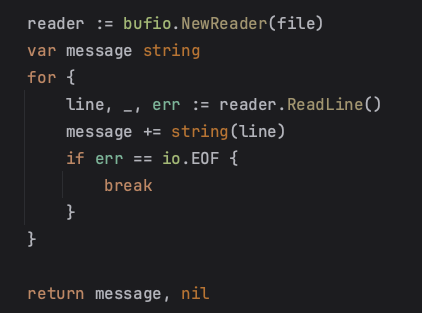 reader := bufio.NewReader(file)
var message string
for {
line, _, err := reader.ReadLine()
message += string(line)
if err == io.EOF {
break
}
}
return message, nil